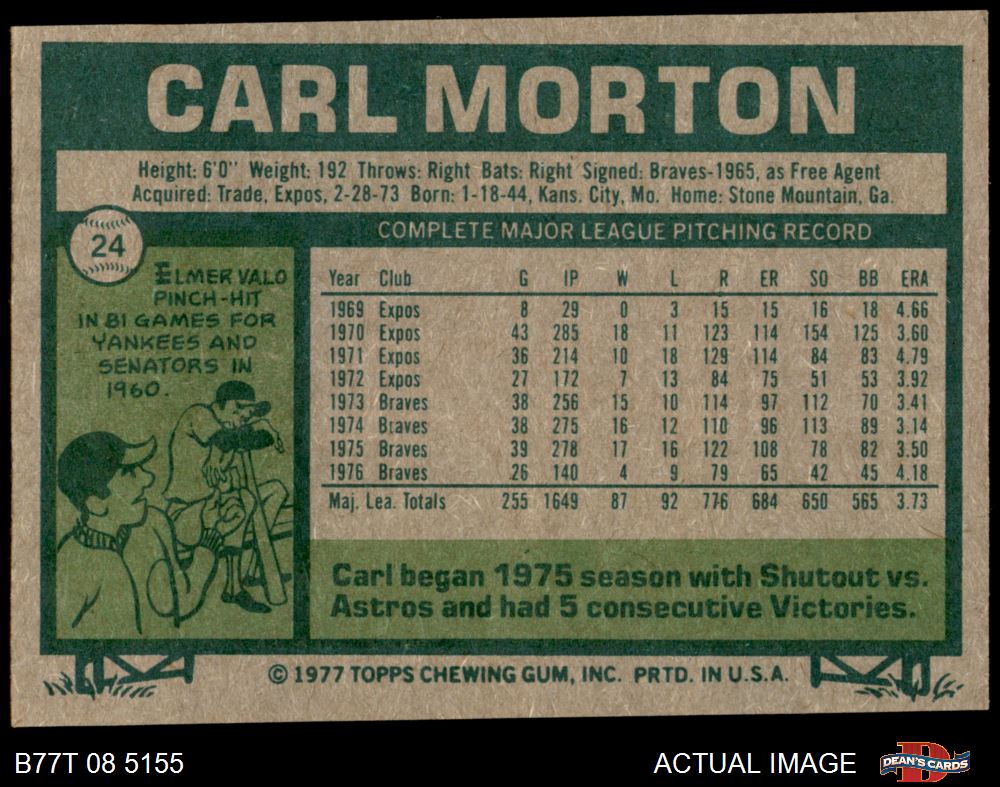 CARL MORTON
Height: 6'0" Weight: 192 Throws: Right Bats: Right Signed: Braves-1965, as Free Agent
Acquired: Trade, Expos, 2-28-73 Born: 1-18-44, Kans. City, Mo. Home: Stone Mountain, Ga.
24
ELMER VALO
PINCH-HIT
IN 81 GAMES FOR
YANKEES AND
SENATORS IN
1960.
COMPLETE MAJOR LEAGUE PITCHING RECORD
Year Club G IP W L R ER SO BB ERA
1969 Expos 8 29 0 3 15 15 16 18 4.66
1970 Expos 43 285 18 11 123 114 154 125 3.60
1971 Expos 36 214 10 18 129 114 84 83 4.79
1972 Expos 27 172 7 13 84 75 51 53 3.92
1973 Braves 38 256 15 10 114 97 112 70 3.41
1974 Braves 38 275 16 12 110 96 113 89 3.14
1975 Braves 39 278 17 16 122 108 78 82 3.50
1976 Braves 26 140 4 9 79 65 42 45 4.18
Maj. Lea. Totals 255 1649 87 92 776 684 650 565 3.73
Carl began 1975 season with Shutout vs.
Astros and had 5 consecutive Victories.
© 1977 TOPPS CHEWING GUM, INC. PRTD. IN U.S.A.
B77T 08 5155
ACTUAL IMAGE
D
DEAN'S CARDS